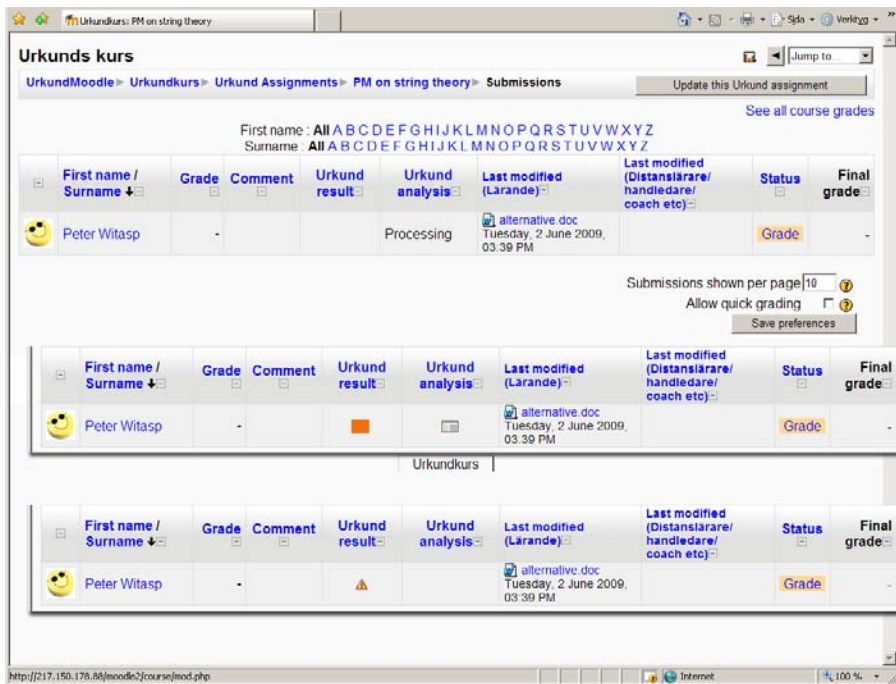 Urkundkurs: PM on string theory
Sida
Verktyg
Urkunds kurs
Jump to...
UrkundMoodle Urkundkurs Urkund Assignments PM on string theory Submissions
Update this Urkund assignment
See all course grades
First name : All A B C D E F G H I J K L M N O P Q R S T U V W X Y Z
Surname : All A B C D E F G H I J K L M N O P Q R S T U V W X Y Z
First name / Surname Grade Comment Urkund result Urkund analysis Last modified (Lärande) Last modified (Distanslärare/ handledare/ coach etc) Status Final grade
Peter Witasp - Processing alternative.doc Grade -
Tuesday, 2 June 2009,
03:39 PM
Submissions shown per page 10
Allow quick grading
Save preferences
First name / Surname Grade Comment Urkund result Urkund analysis Last modified (Lärande) Last modified (Distanslärare/ handledare/ coach etc) Status Final grade
Peter Witasp - alternative.doc Grade -
Tuesday, 2 June 2009,
03:39 PM
Urkundkurs
First name / Surname Grade Comment Urkund result Urkund analysis Last modified (Lärande) Last modified (Distanslärare/ handledare/ coach etc) Status Final grade
Peter Witasp - alternative.doc Grade -
Tuesday, 2 June 2009,
03:39 PM
http://217.150.178.88/moodle2/course/mod.php
Internet
100 %